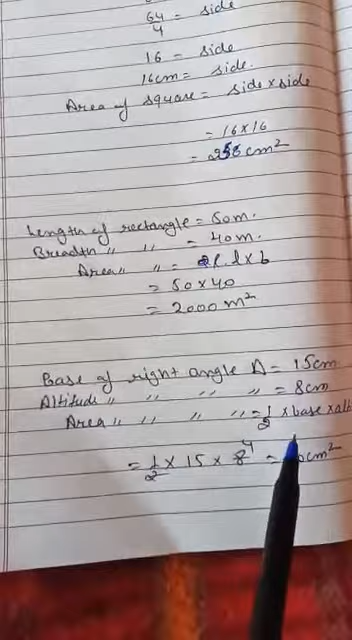 64/4 = side
16 = side
16cm = side.
Area of square = side x side
= 16 x 16
= 256 cm²
Length of rectangle = 50m.
Breadth " " = 40m.
Area " " = l x b
= 50 x 40
= 2000 m²
Base of right angle Δ = 15cm
Altitude " " " " = 8cm
Area " " " " = 1/2 x base x alt
= 1/2 x 15 x 8 4 = cm²